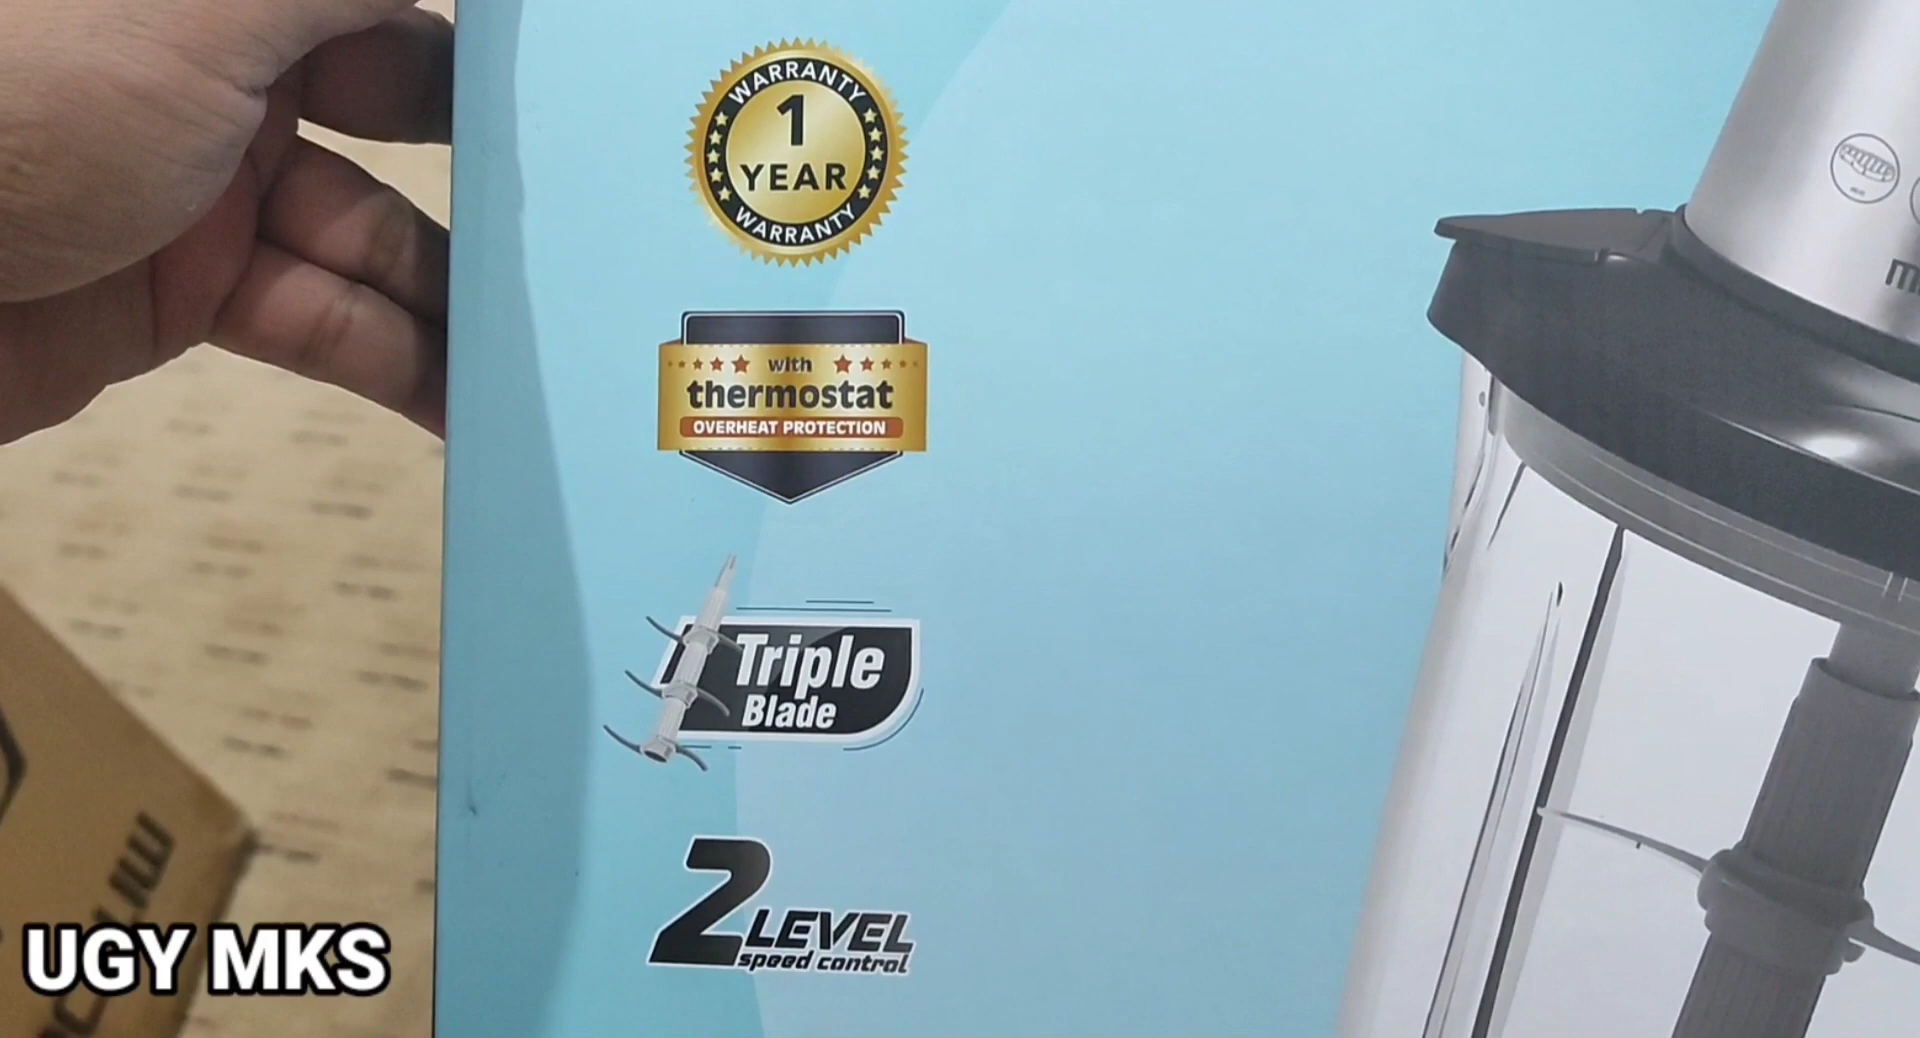 WARRANTY
1
YEAR
WARRANTY
with
thermostat
OVERHEAT PROTECTION
Triple
Blade
2 LEVEL
speed control
UGY MKS